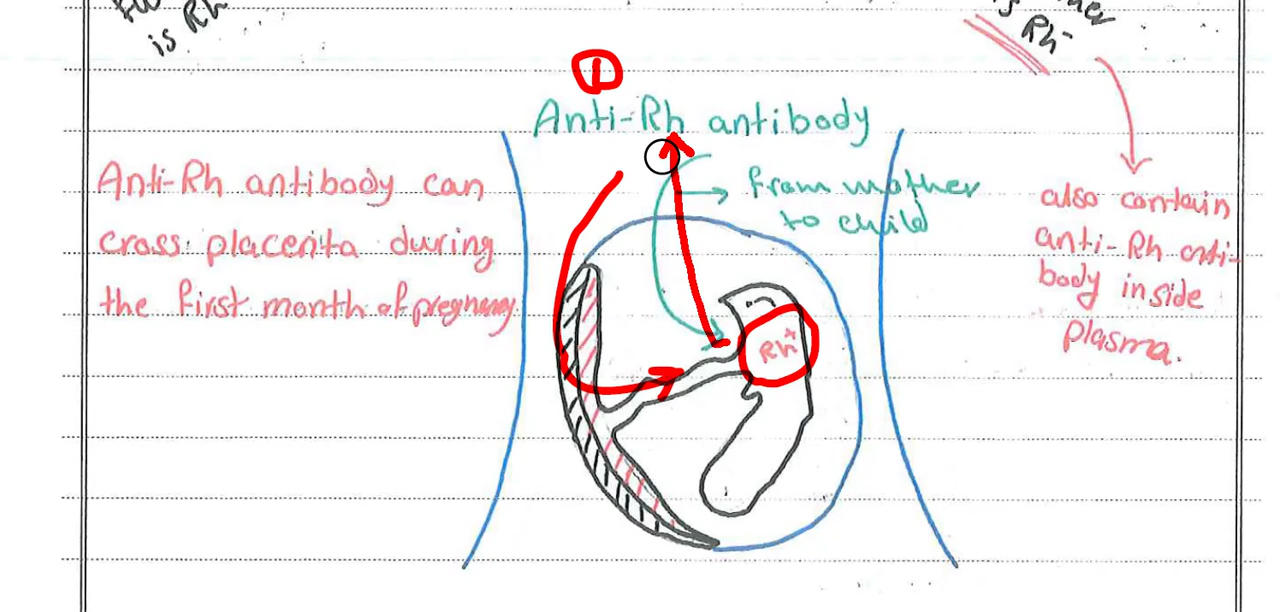 is Rh
is Rh⁻
①
Anti-Rh antibody
from mother
to child
Anti-Rh antibody can
cross placenta during
the first month of pregnancy
Rh⁺
also contain
anti-Rh anti-
body inside
plasma.